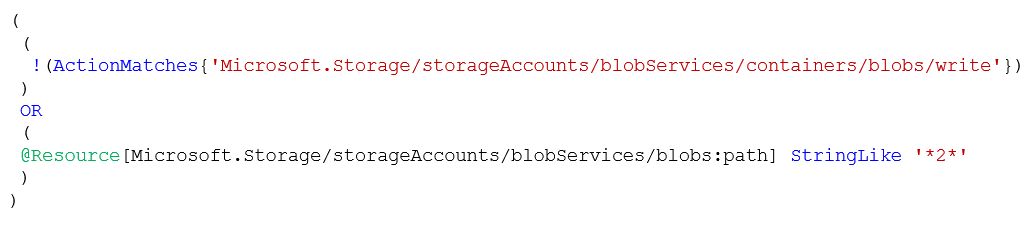 (
(
!(ActionMatches{'Microsoft.Storage/storageAccounts/blobServices/containers/blobs/write'})
)
OR
(
@Resource[Microsoft.Storage/storageAccounts/blobServices/blobs:path] StringLike '*2*'
)
)